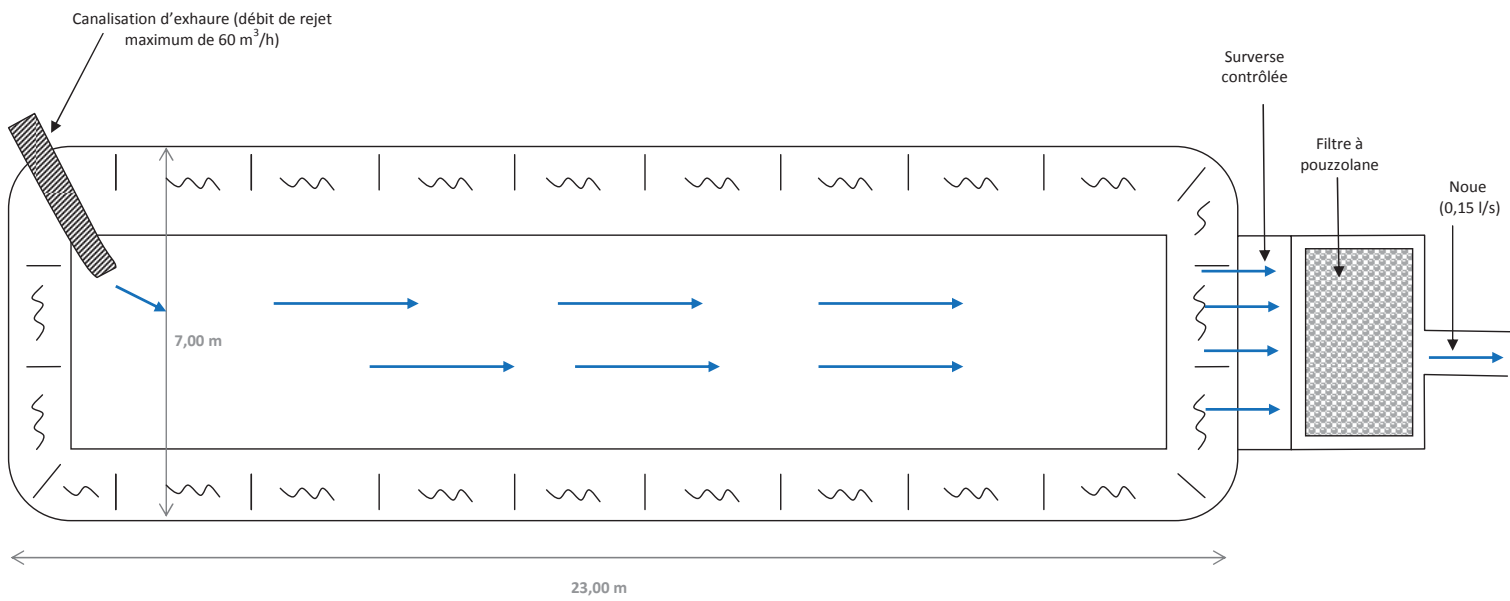 Canalisation d’exhaure (débit de rejet
maximum de 60 m³/h)
Surverse
contrôlée
Filtre à
pouzzolane
Noue
(0,15 l/s)
7,00 m
23,00 m